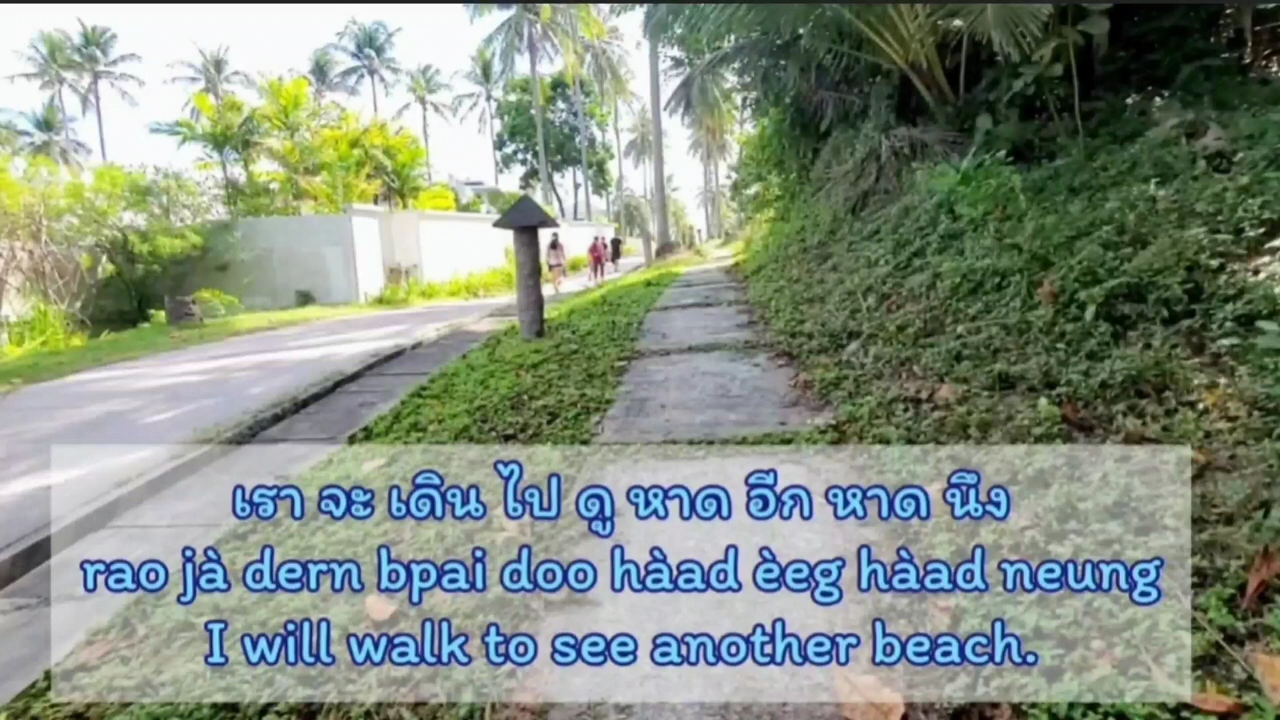 เรา จะ เดิน ไป ดู หาด อีก หาด นึง
rao jà dern bpai doo hàad èeg hàad neung
I will walk to see another beach.